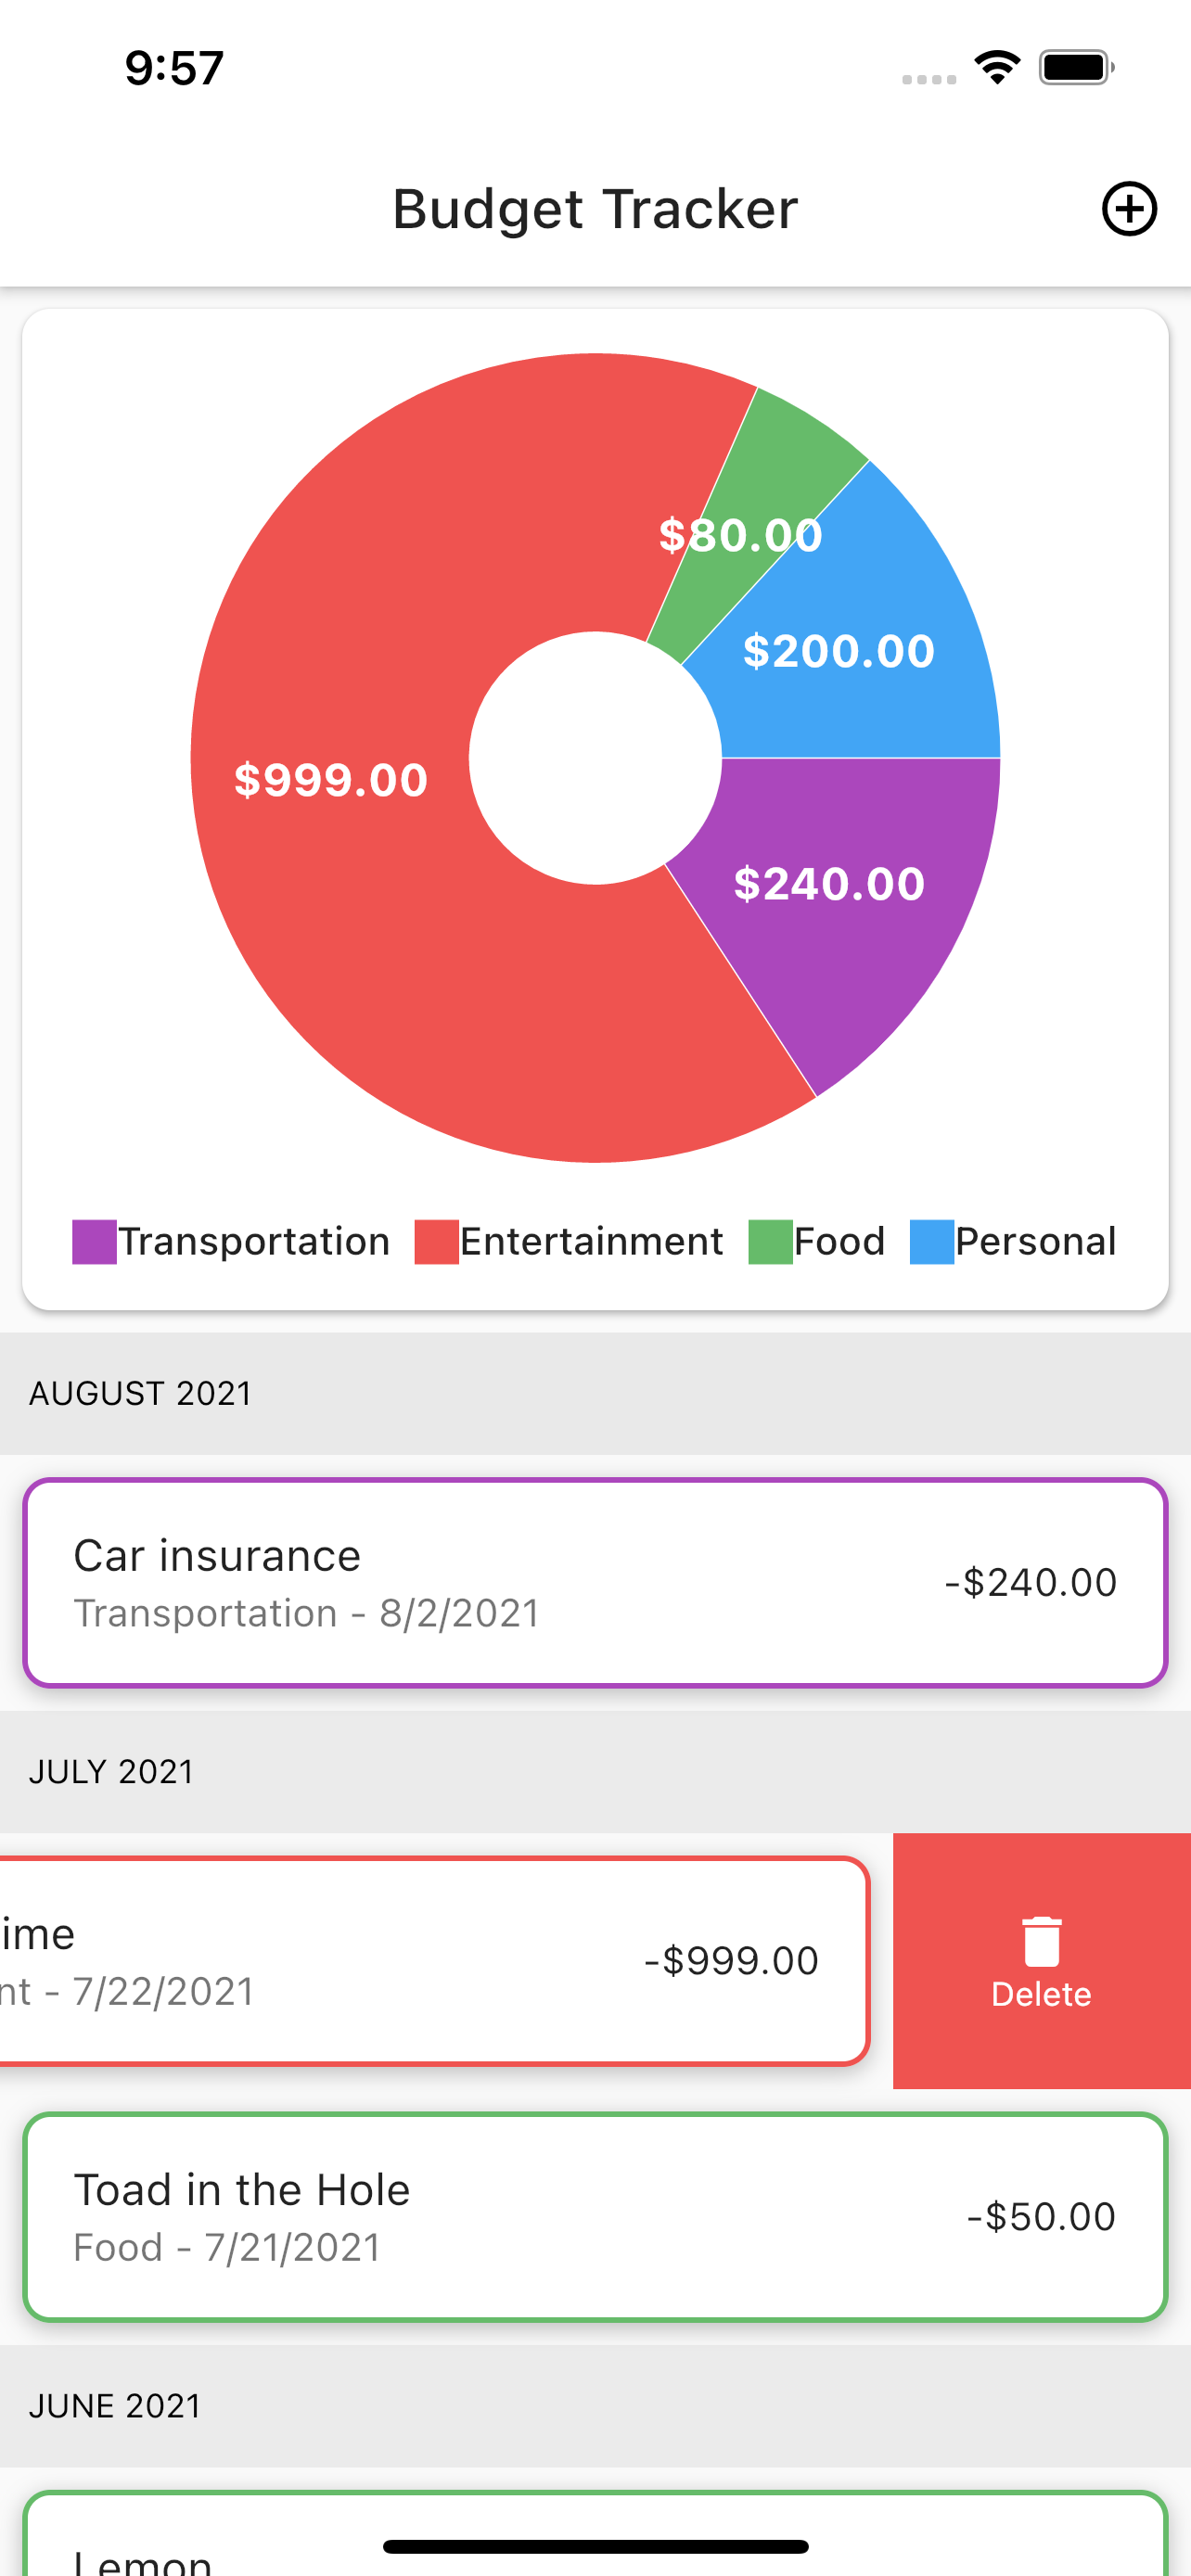 9:57
Budget Tracker
$80.00
$200.00
$999.00
$240.00
Transportation Entertainment Food Personal
AUGUST 2021
Car insurance
-$240.00
Transportation - 8/2/2021
JULY 2021
ime
-$999.00
nt - 7/22/2021
Delete
Toad in the Hole
-$50.00
Food - 7/21/2021
JUNE 2021
Lemon